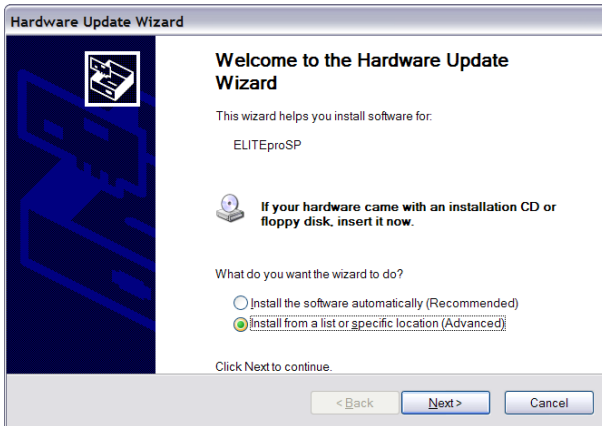 Hardware Update Wizard
Welcome to the Hardware Update
Wizard
This wizard helps you install software for:
ELITEproSP
If your hardware came with an installation CD or
floppy disk, insert it now.
What do you want the wizard to do?
Install the software automatically (Recommended)
Install from a list or specific location (Advanced)
Click Next to continue.
< Back
Next >
Cancel